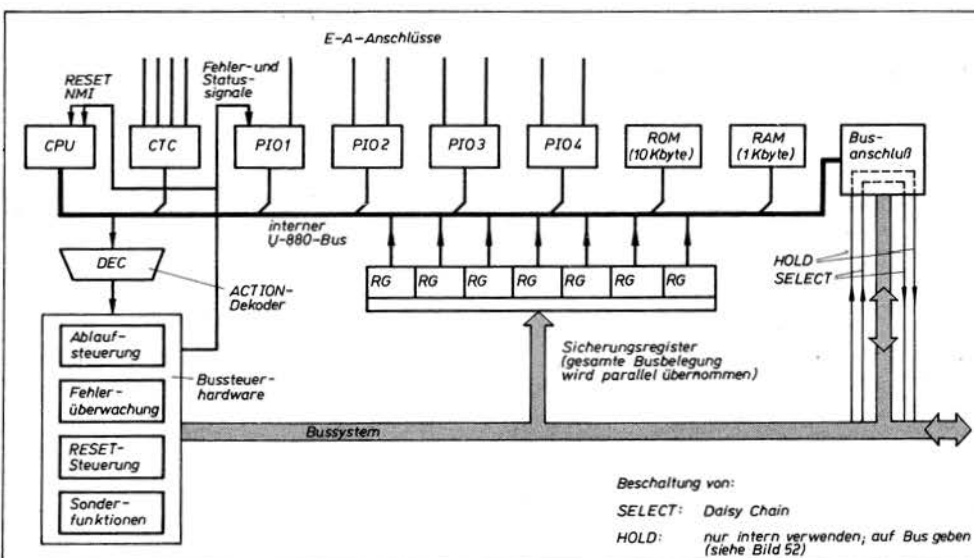 E-A-Anschlüsse
RESET
NMI
Fehler- und
Status-
signale
CPU
CTC
PIO1
PIO2
PIO3
PIO4
ROM
(10 Kbyte)
RAM
(1 Kbyte)
Bus-
anschluß
interner
U-880-Bus
DEC
ACTION-
Dekoder
RG
RG
RG
RG
RG
RG
RG
HOLD
SELECT
Ablauf-
steuerung
Fehler-
überwachung
RESET-
Steuerung
Sonder-
funktionen
Bussteuer-
hardware
Sicherungsregister
(gesamte Busbelegung
wird parallel übernommen)
Bussystem
Beschaltung von:
SELECT: Daisy Chain
HOLD: nur intern verwenden; auf Bus geben
(siehe Bild 52)